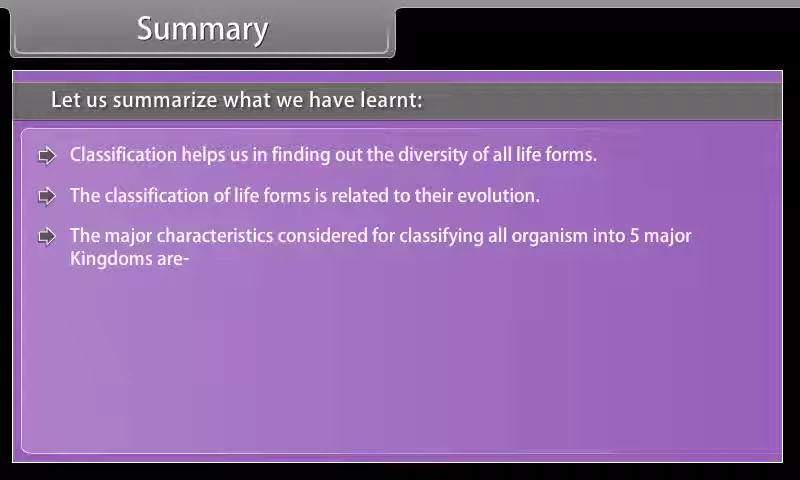 Summary
Let us summarize what we have learnt:
Classification helps us in finding out the diversity of all life forms.
The classification of life forms is related to their evolution.
The major characteristics considered for classifying all organism into 5 major
Kingdoms are-